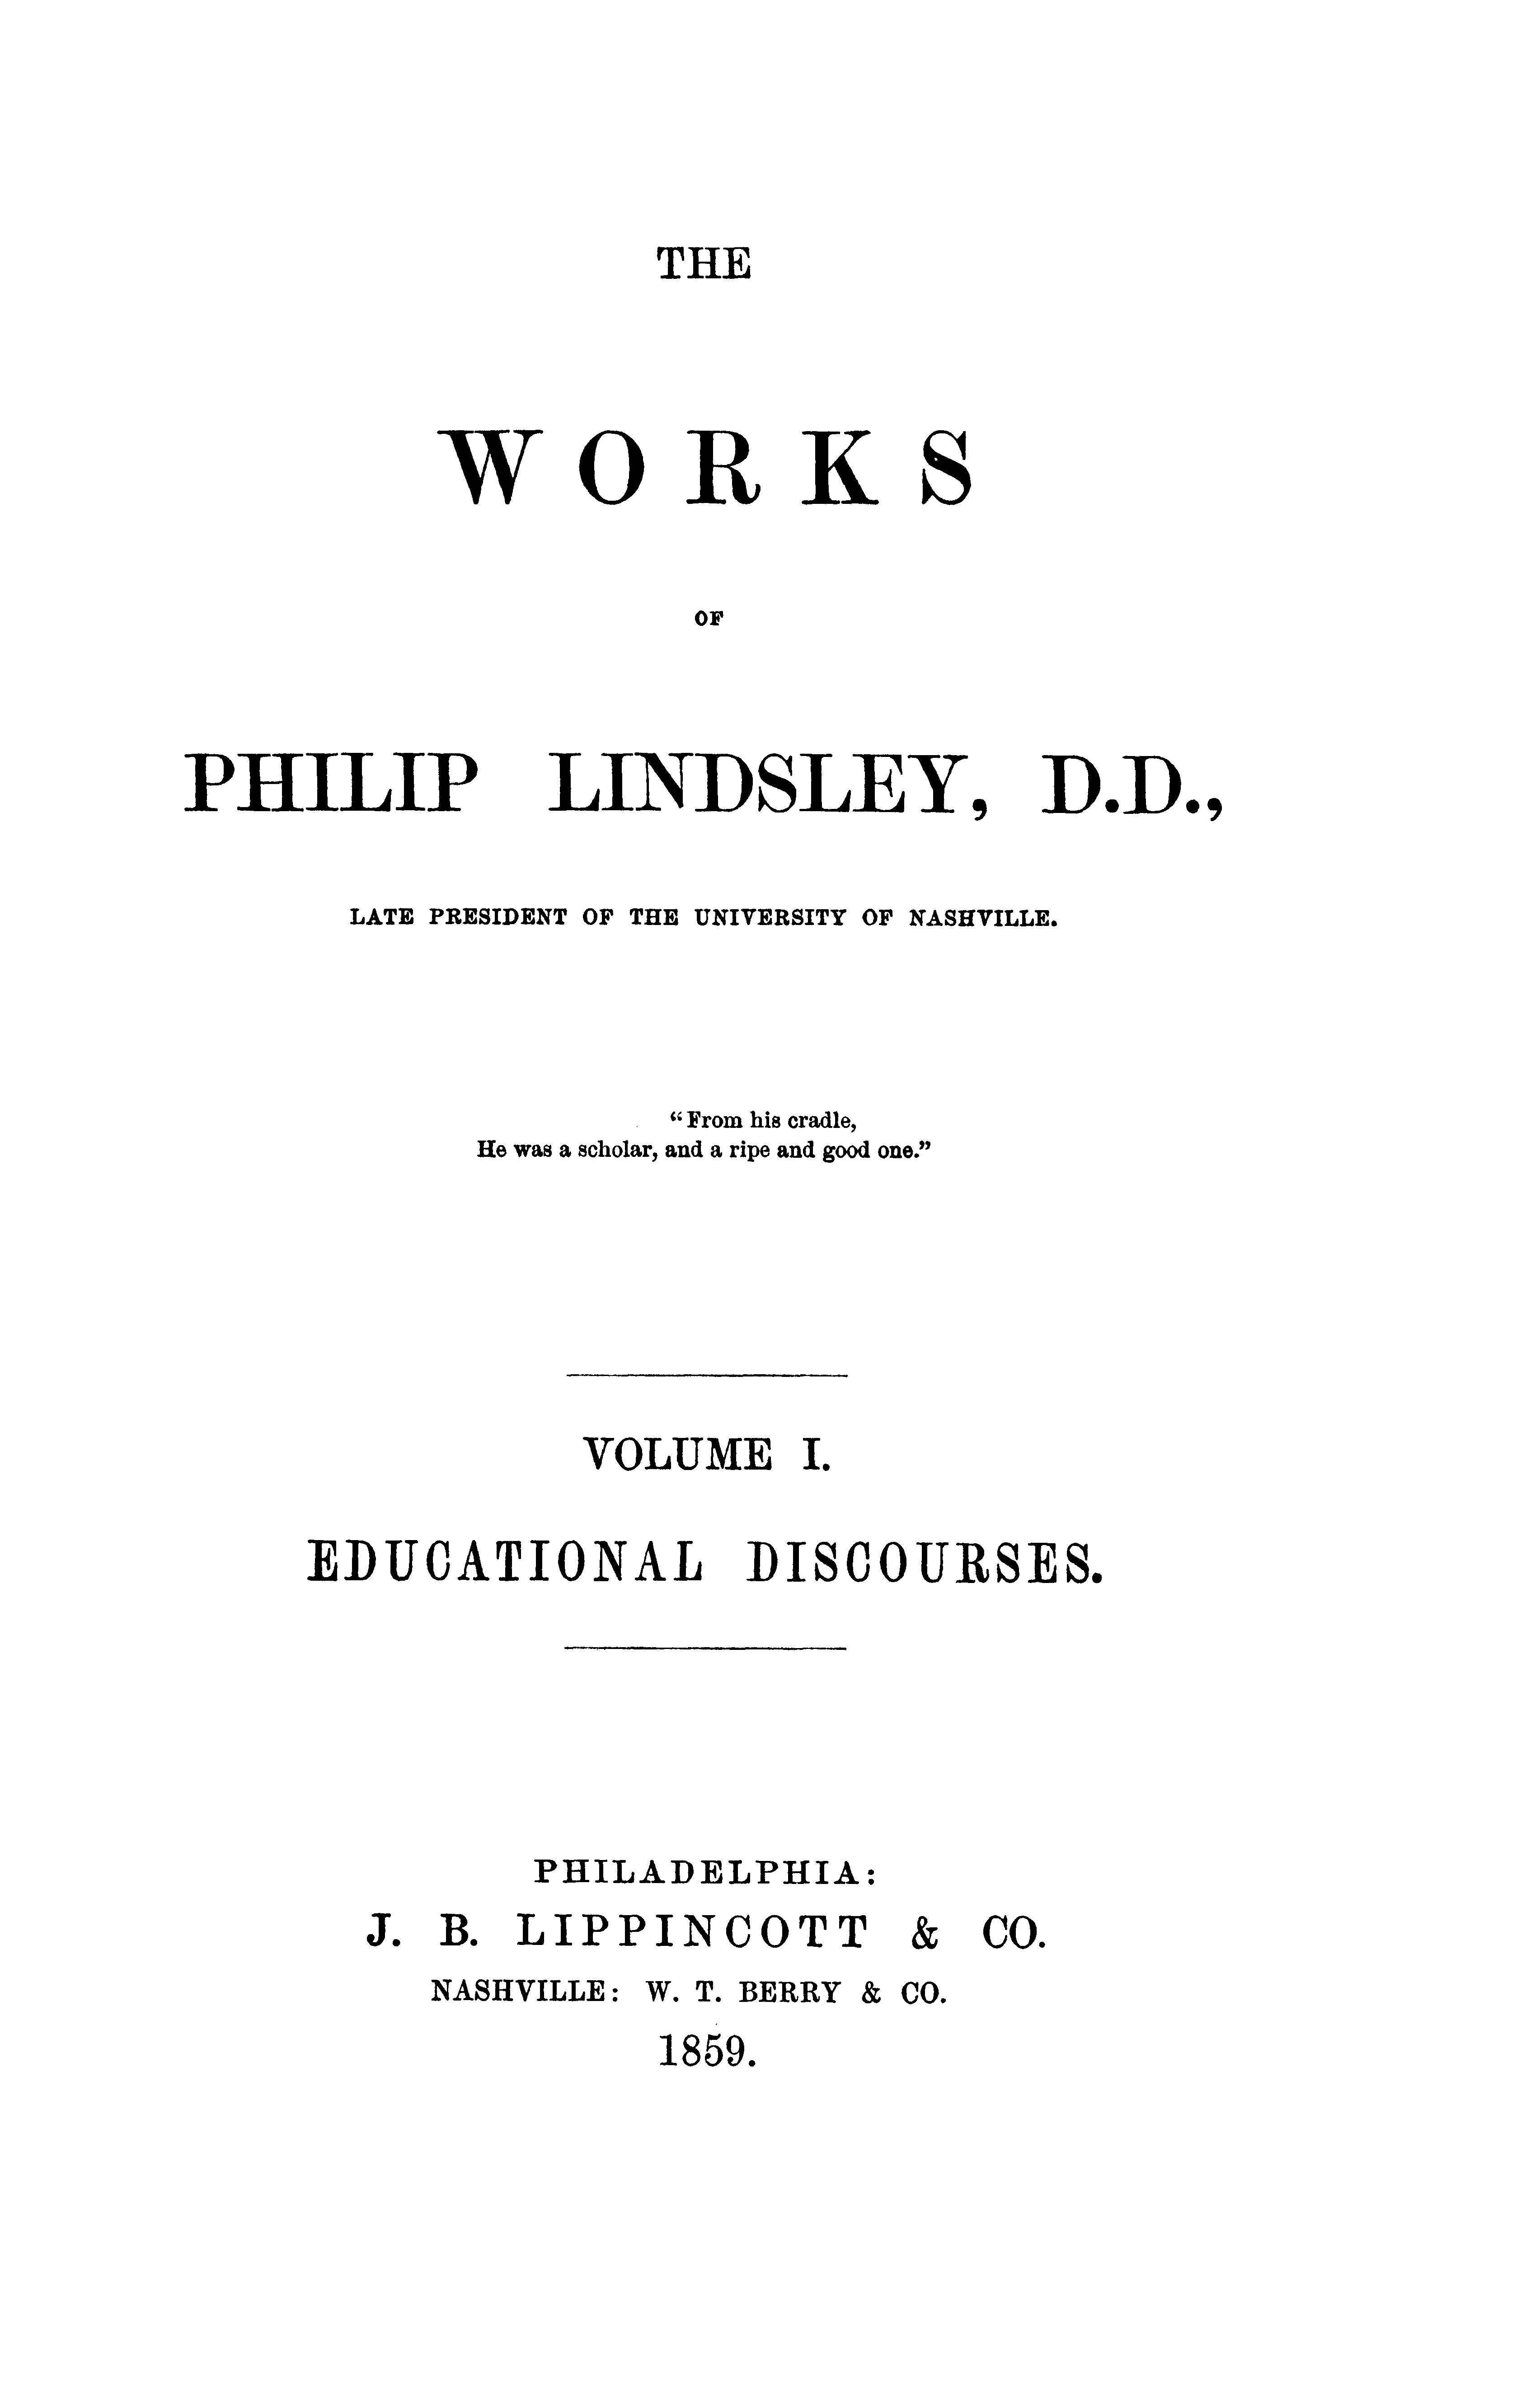 THE
WORKS
OF
PHILIP LINDSLEY, D.D.,
LATE PRESIDENT OF THE UNIVERSITY OF NASHVILLE.
"From his cradle,
He was a scholar, and a ripe and good one."
VOLUME I.
EDUCATIONAL DISCOURSES.
PHILADELPHIA:
J. B. LIPPINCOTT & CO.
NASHVILLE: W. T. BERRY & CO.
1859.